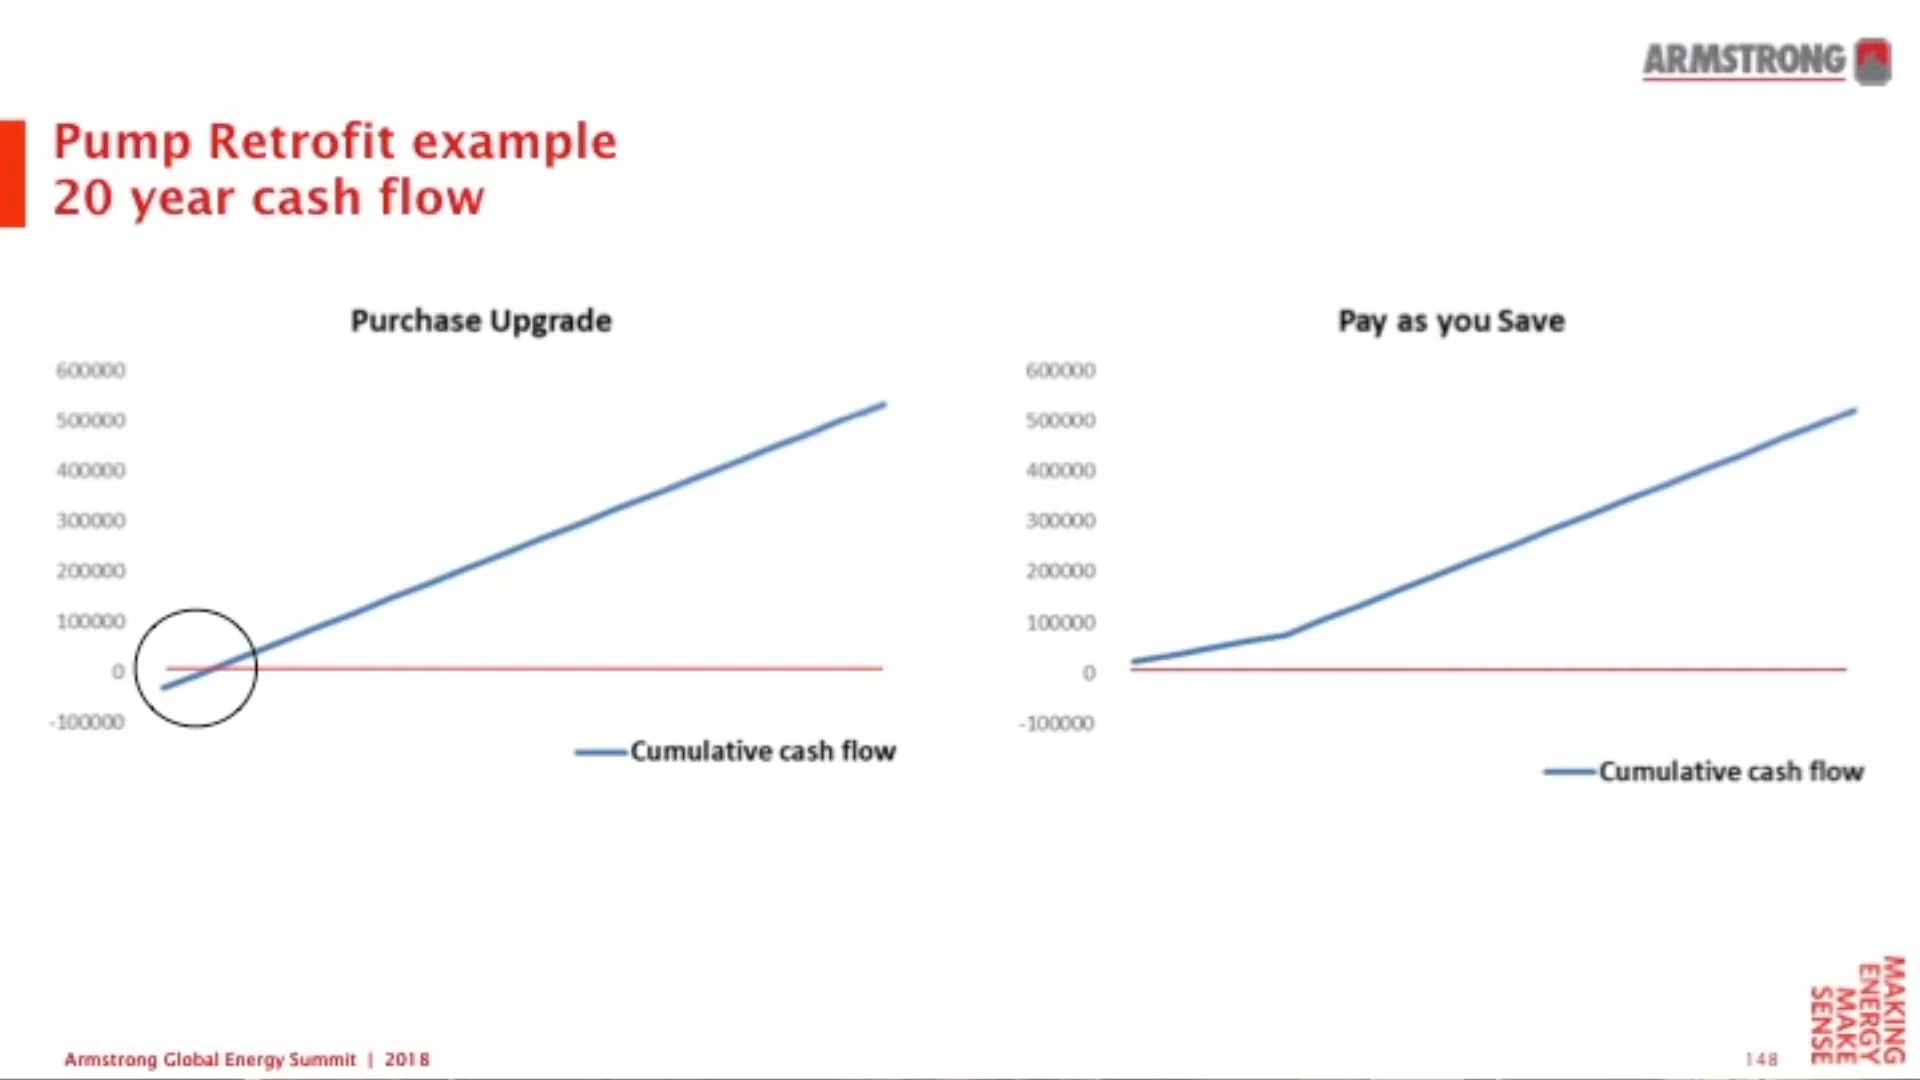 ARMSTRONG
Pump Retrofit example
20 year cash flow
Purchase Upgrade
600000
500000
400000
300000
200000
100000
0
-100000
Cumulative cash flow
Pay as you Save
600000
500000
400000
300000
200000
100000
0
-100000
Cumulative cash flow
MAKING
ENERGY
MAKE
SENSE
Armstrong Global Energy Summit | 2018
148